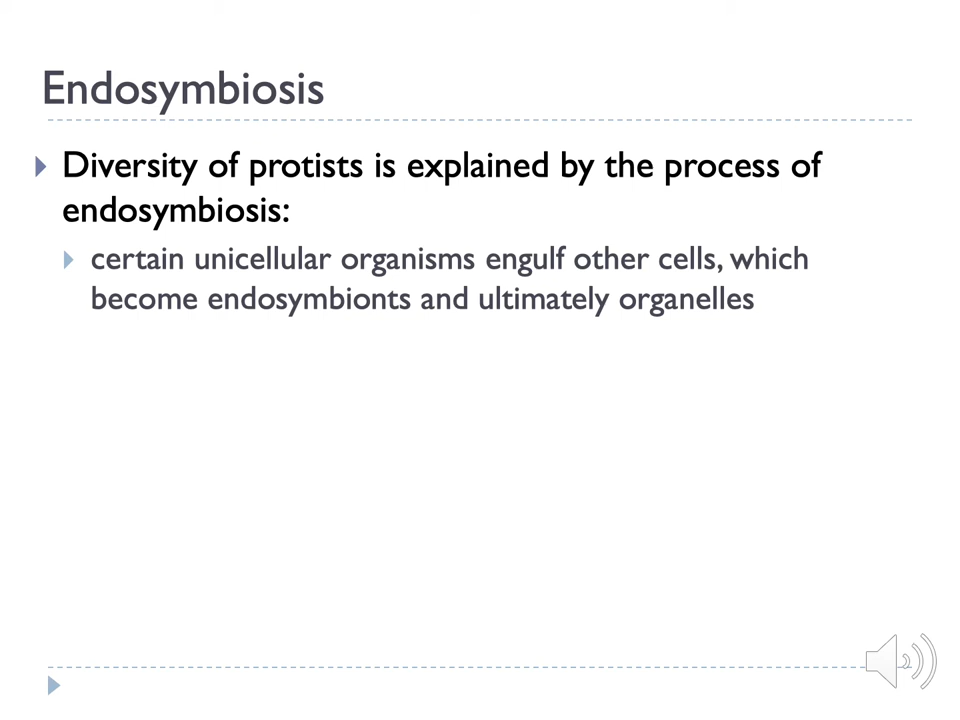 Endosymbiosis
Diversity of protists is explained by the process of
endosymbiosis:
certain unicellular organisms engulf other cells, which
become endosymbionts and ultimately organelles